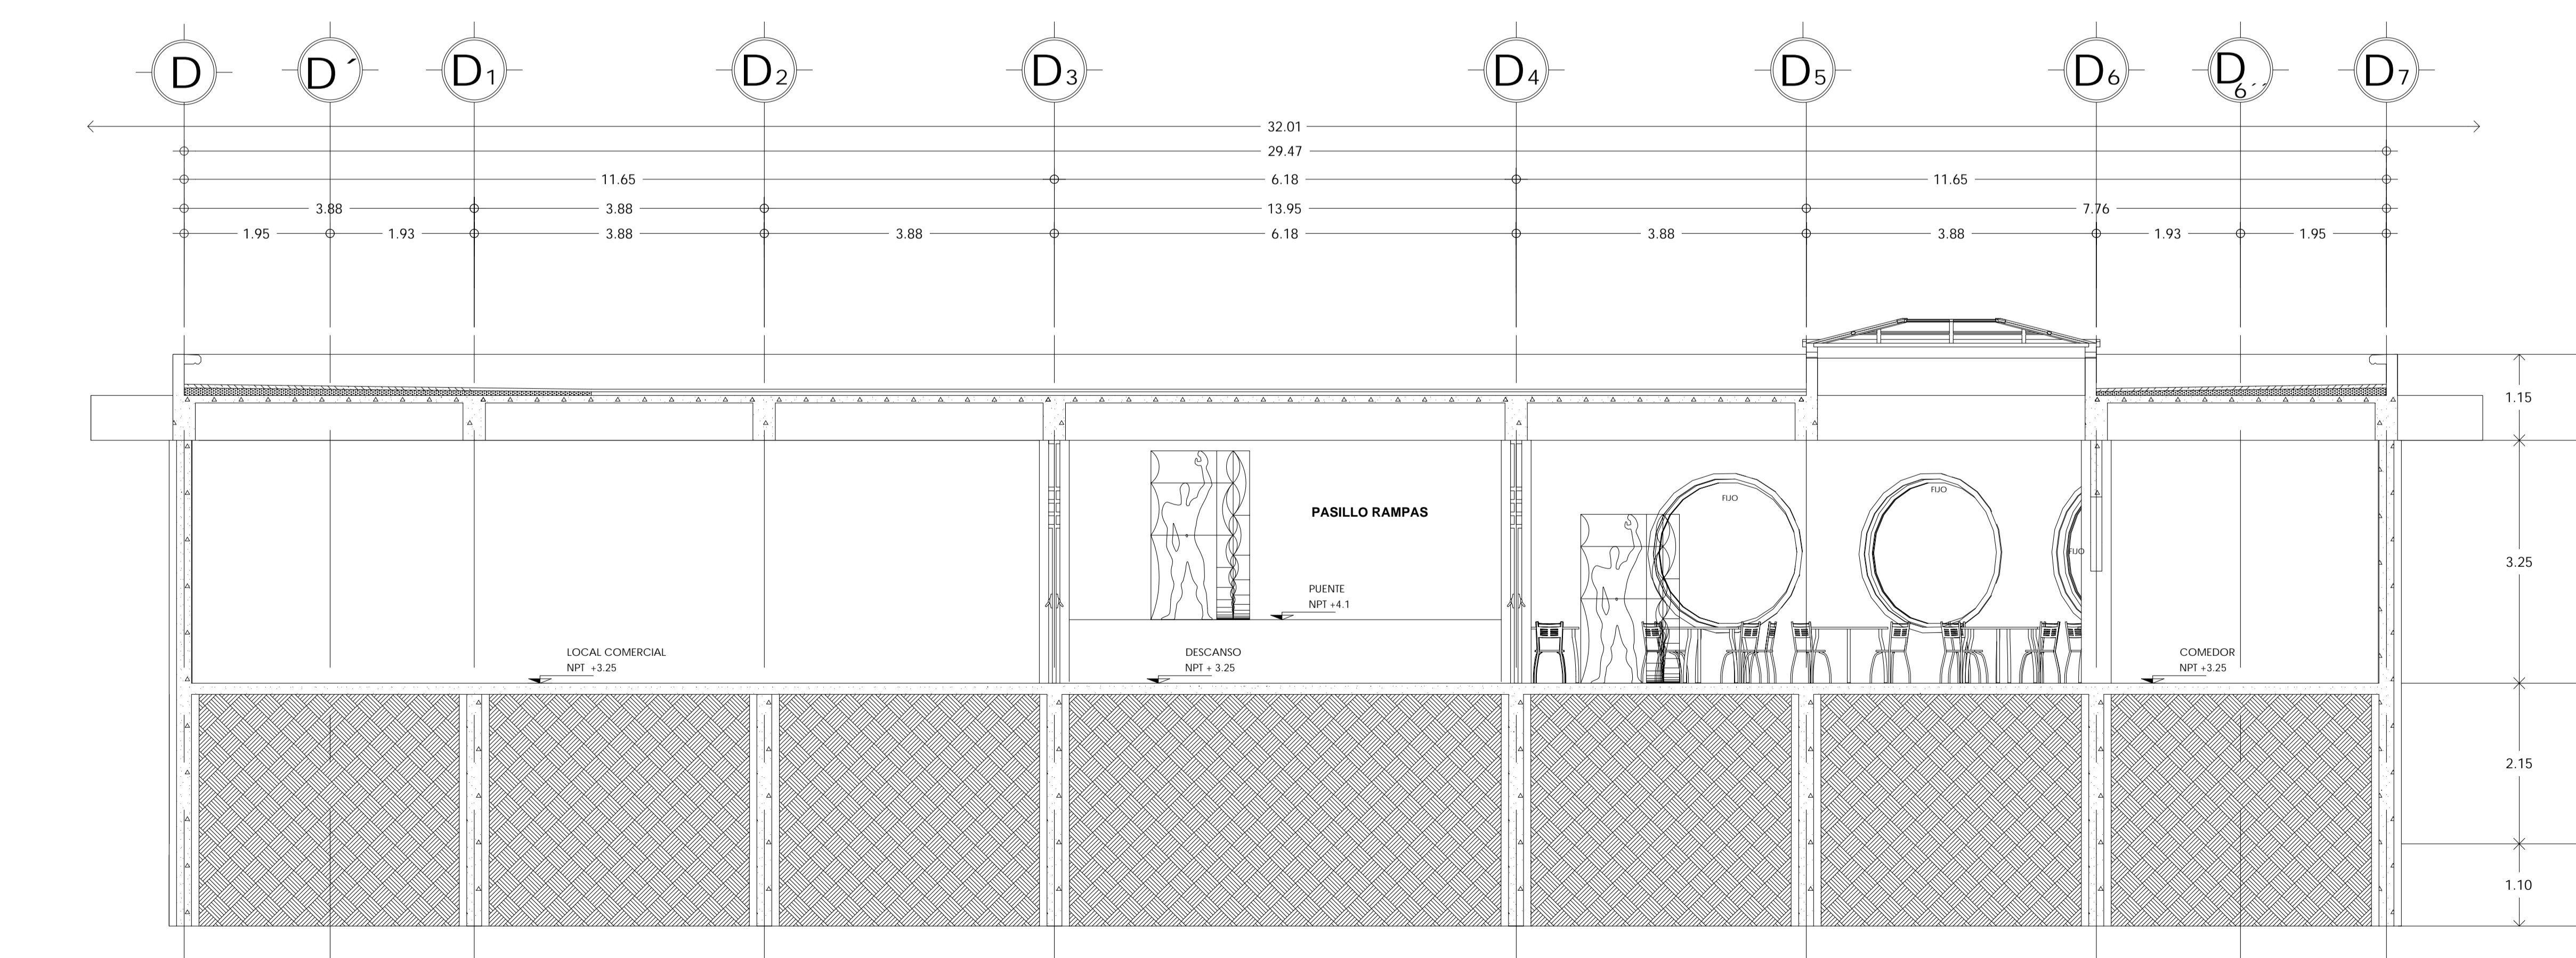 D D´ D1 D2 D3 D4 D5 D6 D6´´ D7
32.01
29.47
11.65 6.18 11.65
3.88 3.88 13.95 7.76
1.95 1.93 3.88 3.88 6.18 3.88 3.88 1.93 1.95
1.15
FIJO
FIJO
PASILLO RAMPAS
FIJO
3.25
PUENTE
NPT +4.1
LOCAL COMERCIAL
NPT +3.25
DESCANSO
NPT + 3.25
COMEDOR
NPT +3.25
2.15
1.10